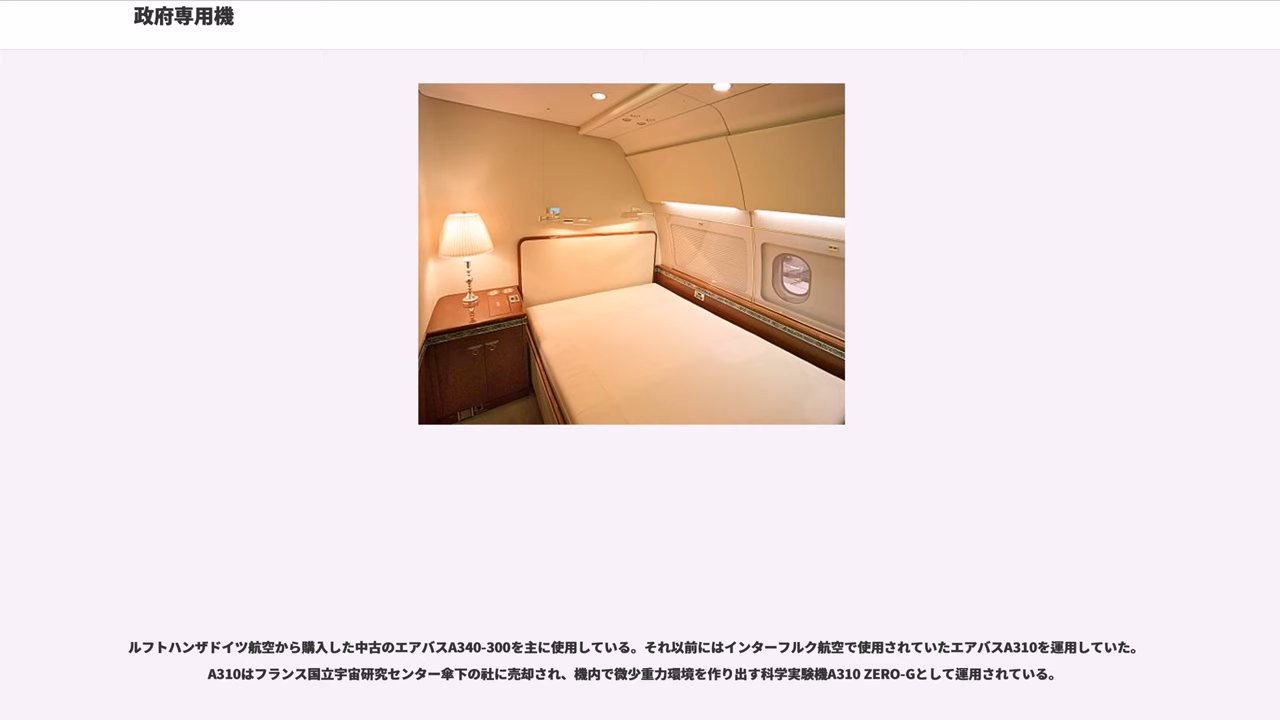 政府専用機
ルフトハンザドイツ航空から購入した中古のエアバスA340-300を主に使用している。それ以前にはインターフルク航空で使用されていたエアバスA310を運用していた。
A310はフランス国立宇宙研究センター傘下の社に売却され、機内で微少重力環境を作り出す科学実験機A310 ZERO-Gとして運用されている。